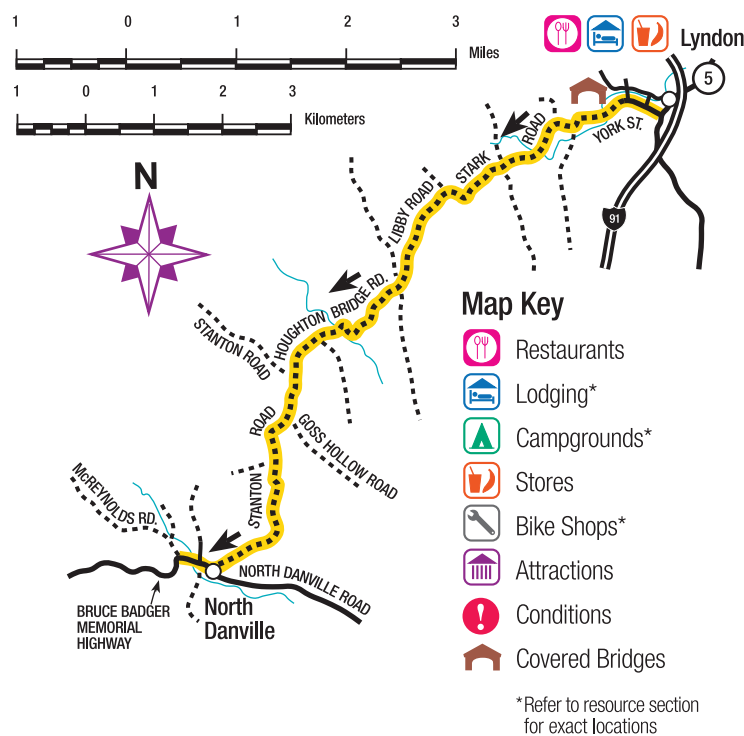 1 0 1 2 3
Miles
1 0 1 2 3
Kilometers
Lyndon
5
YORK ST.
ROAD
STARK
LIBBY ROAD
91
N
HOUGHTON BRIDGE RD.
STANTON ROAD
ROAD
STANTON
GOSS HOLLOW ROAD
McREYNOLDS RD.
NORTH DANVILLE ROAD
BRUCE BADGER
MEMORIAL
HIGHWAY
North
Danville
Map Key
Restaurants
Lodging*
Campgrounds*
Stores
Bike Shops*
Attractions
Conditions
Covered Bridges
*Refer to resource section
for exact locations